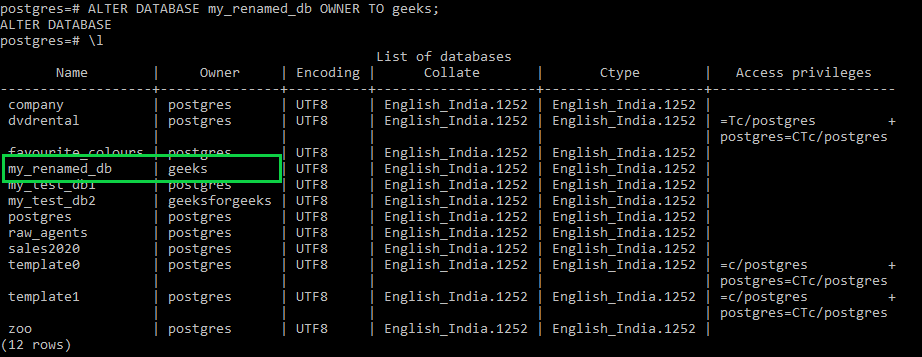 postgres=# ALTER DATABASE my_renamed_db OWNER TO geeks;
ALTER DATABASE
postgres=# \l
                                               List of databases
       Name        |     Owner     | Encoding |      Collate       |       Ctype        |   Access privileges
-------------------+---------------+----------+--------------------+--------------------+-----------------------
 company           | postgres      | UTF8     | English_India.1252 | English_India.1252 |
 dvdrental         | postgres      | UTF8     | English_India.1252 | English_India.1252 | =Tc/postgres         +
                   |               |          |                    |                    | postgres=CTc/postgres
 favourite_colours | postgres      | UTF8     | English_India.1252 | English_India.1252 |
 my_renamed_db     | geeks         | UTF8     | English_India.1252 | English_India.1252 |
 my_test_db1       | postgres      | UTF8     | English_India.1252 | English_India.1252 |
 my_test_db2       | geeksforgeeks | UTF8     | English_India.1252 | English_India.1252 |
 postgres          | postgres      | UTF8     | English_India.1252 | English_India.1252 |
 raw_agents        | postgres      | UTF8     | English_India.1252 | English_India.1252 |
 sales2020         | postgres      | UTF8     | English_India.1252 | English_India.1252 |
 template0         | postgres      | UTF8     | English_India.1252 | English_India.1252 | =c/postgres          +
                   |               |          |                    |                    | postgres=CTc/postgres
 template1         | postgres      | UTF8     | English_India.1252 | English_India.1252 | =c/postgres          +
                   |               |          |                    |                    | postgres=CTc/postgres
 zoo               | postgres      | UTF8     | English_India.1252 | English_India.1252 |
(12 rows)